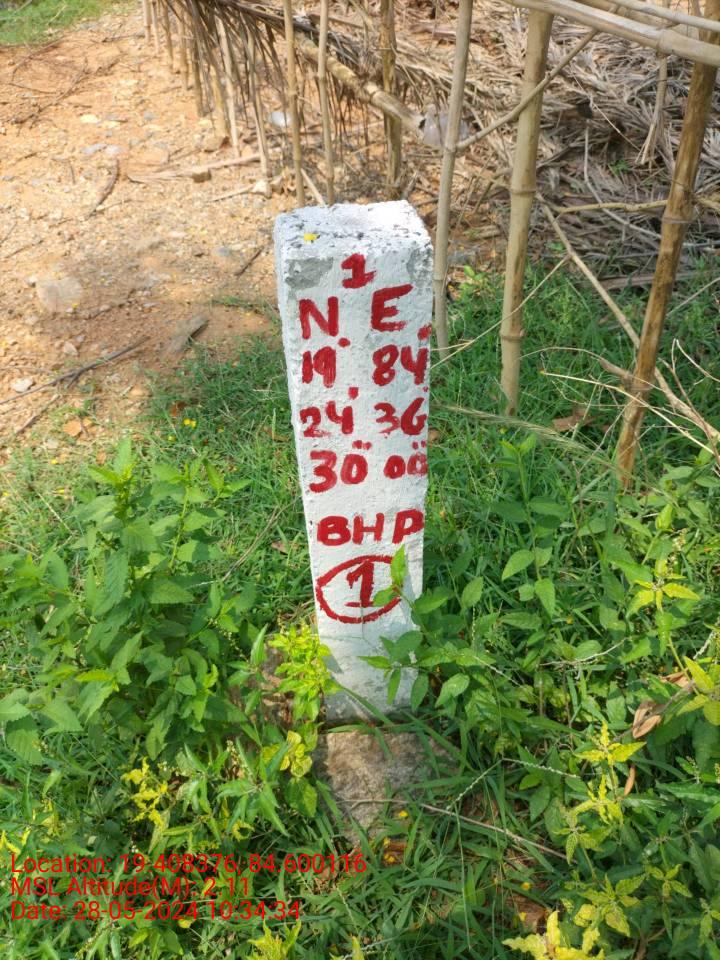 1
N E
19° 84°
24' 36'
30" 00"
BHP
1
Location: 19.408376, 84.600116
MSL Altitude(M): 2.11
Date: 28-05-2024 10:34:34